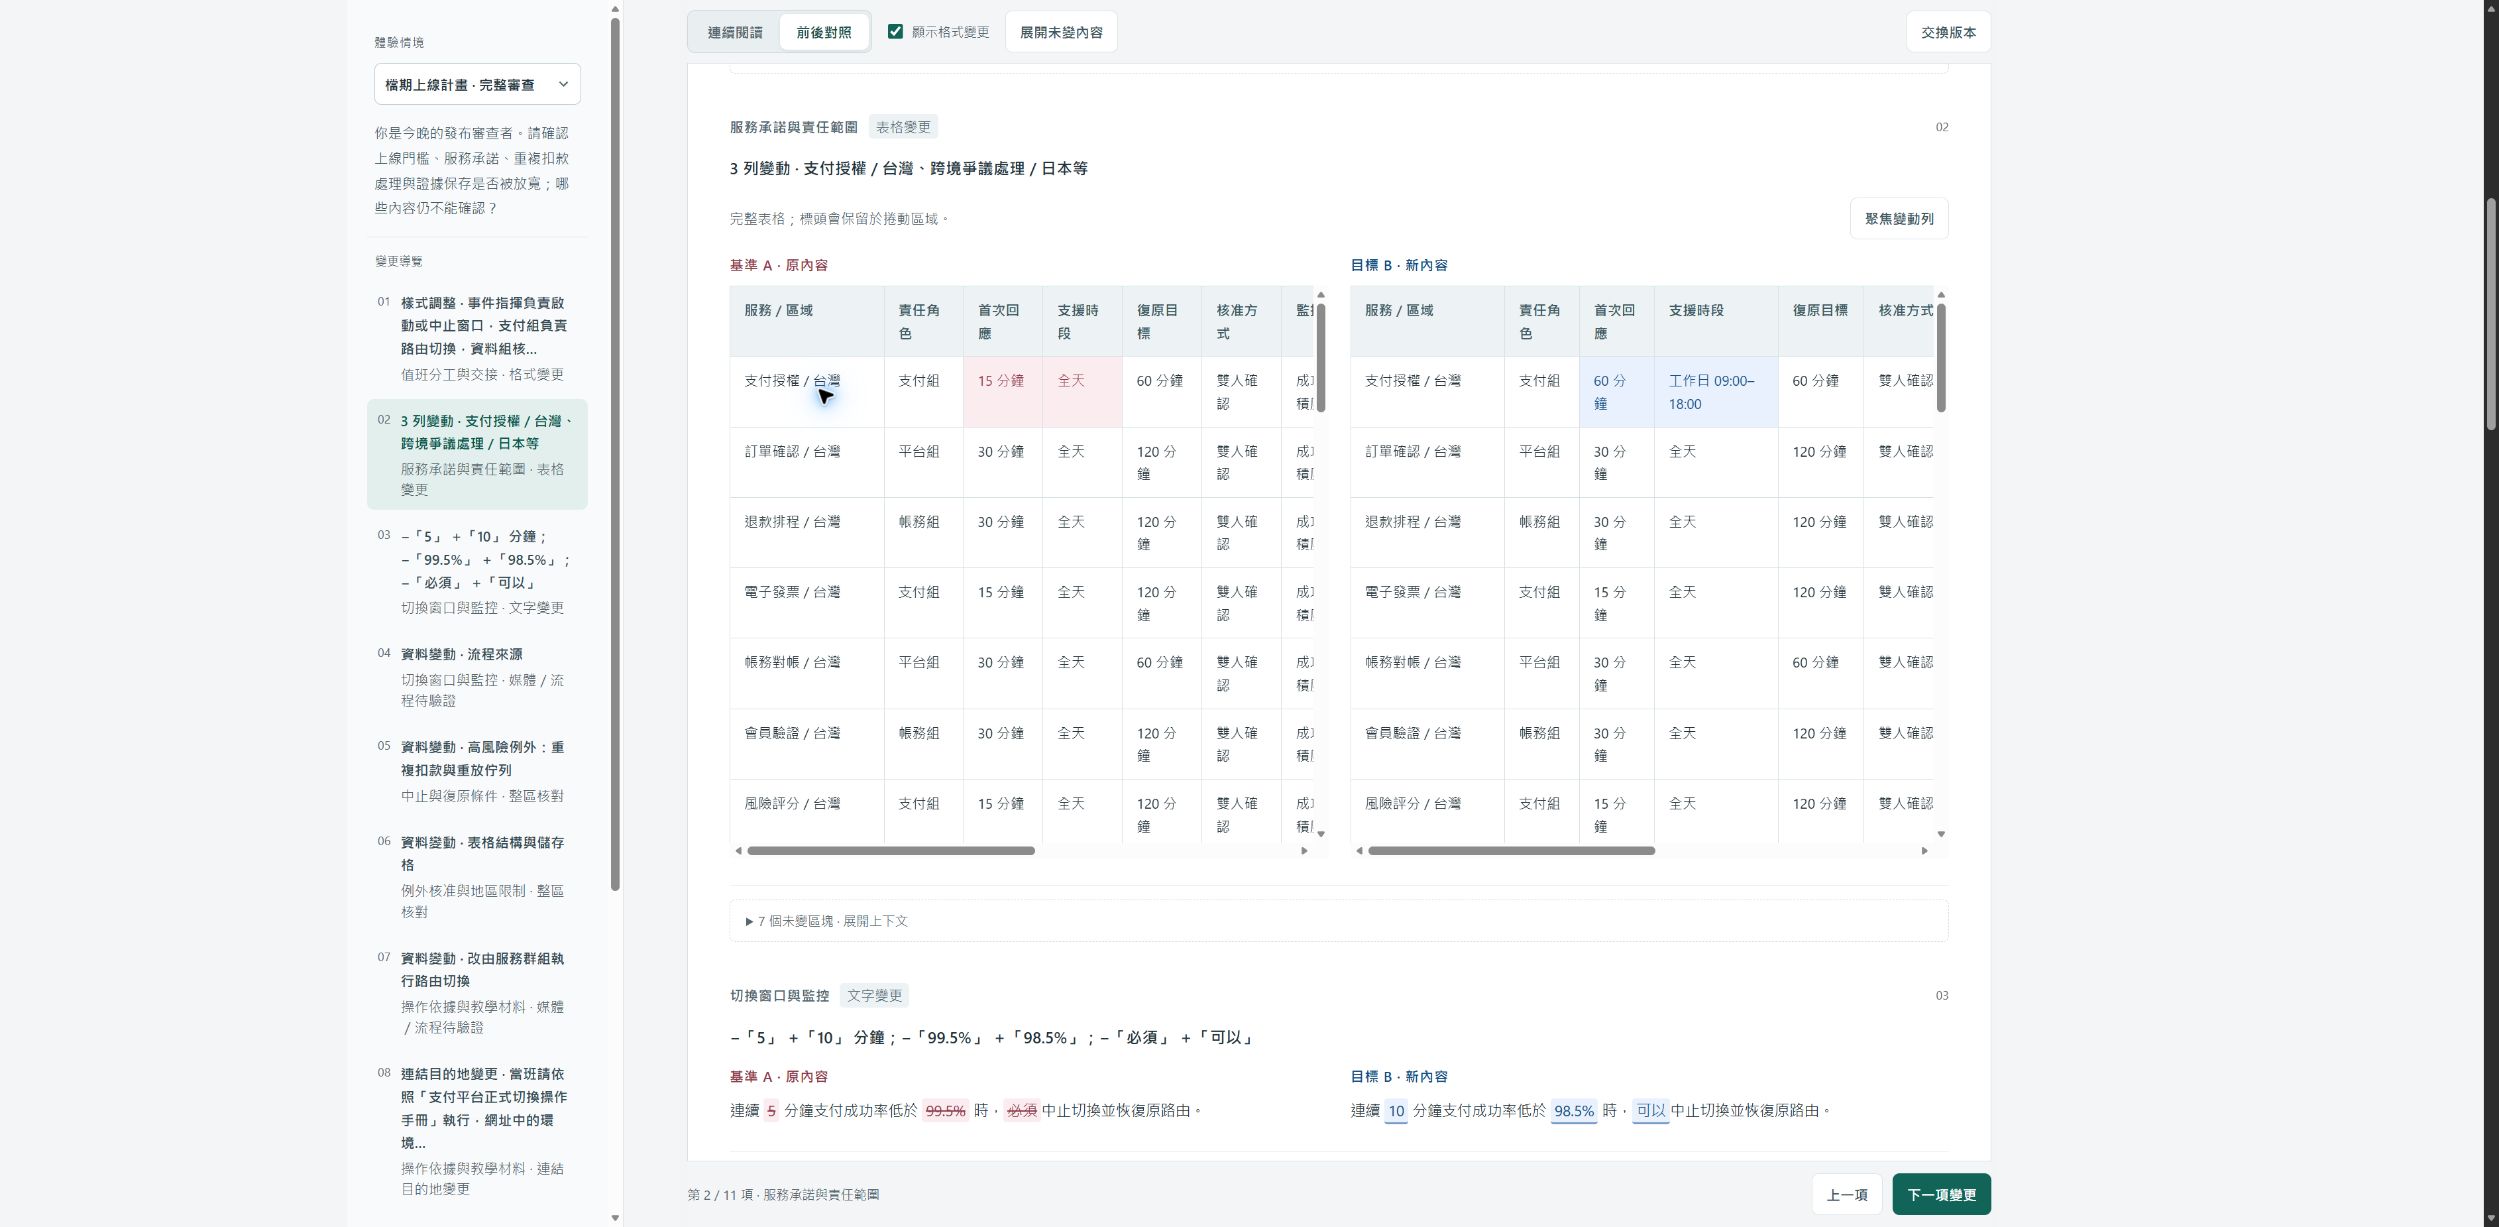 體驗情境
檔期上線計畫 · 完整審查
你是今晚的發布審查者。請確認
上線門檻、服務承諾、重複扣款
處理與證據保存是否被放寬；哪
些內容仍不能確認？
變更導覽
01 樣式調整 · 事件指揮負責啟
動或中止窗口 · 支付組負責
路由切換 · 資料組核...
值班分工與交接 · 格式變更
02 3 列變動 · 支付授權 / 台灣、
跨境爭議處理 / 日本等
服務承諾與責任範圍 · 表格
變更
03 −「5」 +「10」 分鐘；
−「99.5%」 +「98.5%」；
−「必須」 +「可以」
切換窗口與監控 · 文字變更
04 資料變動 · 流程來源
切換窗口與監控 · 媒體 / 流
程待驗證
05 資料變動 · 高風險例外：重
複扣款與重放佇列
中止與復原條件 · 整區核對
06 資料變動 · 表格結構與儲存
格
例外核准與地區限制 · 整區
核對
07 資料變動 · 改由服務群組執
行路由切換
操作依據與教學材料 · 媒體
/ 流程待驗證
08 連結目的地變更 · 當班請依
照「支付平台正式切換操作
手冊」執行，網址中的環
境...
操作依據與教學材料 · 連結
目的地變更
連續閱讀 前後對照 顯示格式變更 展開未變內容 交換版本
服務承諾與責任範圍 表格變更 02
3 列變動 · 支付授權 / 台灣、跨境爭議處理 / 日本等
完整表格；標頭會保留於捲動區域。 聚焦變動列
基準 A · 原內容
服務 / 區域 責任角色 首次回應 支援時段 復原目標 核准方式
支付授權 / 台灣 支付組 15 分鐘 全天 60 分鐘 雙人確認
訂單確認 / 台灣 平台組 30 分鐘 全天 120 分鐘 雙人確認
退款排程 / 台灣 帳務組 30 分鐘 全天 120 分鐘 雙人確認
電子發票 / 台灣 支付組 15 分鐘 全天 120 分鐘 雙人確認
帳務對帳 / 台灣 平台組 30 分鐘 全天 60 分鐘 雙人確認
會員驗證 / 台灣 帳務組 30 分鐘 全天 120 分鐘 雙人確認
風險評分 / 台灣 支付組 15 分鐘 全天 120 分鐘 雙人確認
目標 B · 新內容
服務 / 區域 責任角色 首次回應 支援時段 復原目標 核准方式
支付授權 / 台灣 支付組 60 分鐘 工作日 09:00–18:00 60 分鐘 雙人確認
訂單確認 / 台灣 平台組 30 分鐘 全天 120 分鐘 雙人確認
退款排程 / 台灣 帳務組 30 分鐘 全天 120 分鐘 雙人確認
電子發票 / 台灣 支付組 15 分鐘 全天 120 分鐘 雙人確認
帳務對帳 / 台灣 平台組 30 分鐘 全天 60 分鐘 雙人確認
會員驗證 / 台灣 帳務組 30 分鐘 全天 120 分鐘 雙人確認
風險評分 / 台灣 支付組 15 分鐘 全天 120 分鐘 雙人確認
▶ 7 個未變區塊 · 展開上下文
切換窗口與監控 文字變更 03
−「5」 +「10」 分鐘；−「99.5%」 +「98.5%」；−「必須」 +「可以」
基準 A · 原內容
連續 5 分鐘支付成功率低於 99.5% 時，必須 中止切換並恢復原路由。
目標 B · 新內容
連續 10 分鐘支付成功率低於 98.5% 時，可以 中止切換並恢復原路由。
第 2 / 11 項 · 服務承諾與責任範圍 上一項 下一項變更